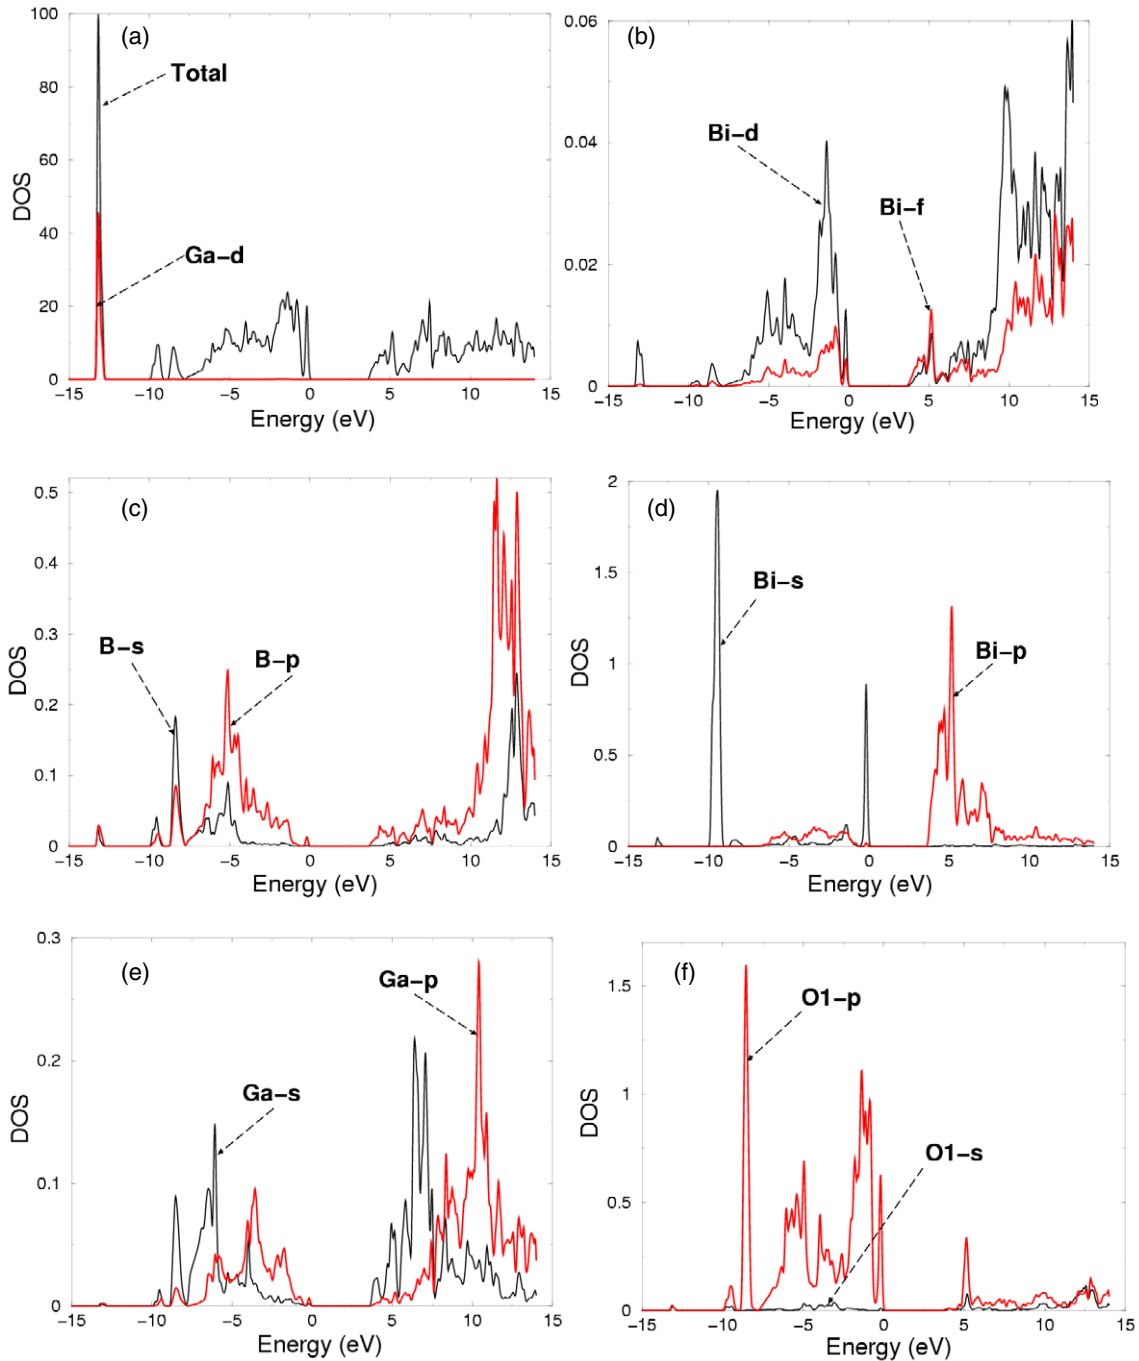 (a)
Total
Ga-d
DOS
100
80
60
40
20
0
-15 -10 -5 0 5 10 15
Energy (eV)
(b)
Bi-d
Bi-f
DOS
0.06
0.04
0.02
0
-15 -10 -5 0 5 10 15
Energy (eV)
(c)
B-s
B-p
DOS
0.5
0.4
0.3
0.2
0.1
0
-15 -10 -5 0 5 10 15
Energy (eV)
(d)
Bi-s
Bi-p
DOS
2
1.5
1
0.5
0
-15 -10 -5 0 5 10 15
Energy (eV)
(e)
Ga-p
Ga-s
DOS
0.3
0.2
0.1
0
-15 -10 -5 0 5 10 15
Energy (eV)
(f)
O1-p
O1-s
DOS
1.5
1
0.5
0
-15 -10 -5 0 5 10 15
Energy (eV)